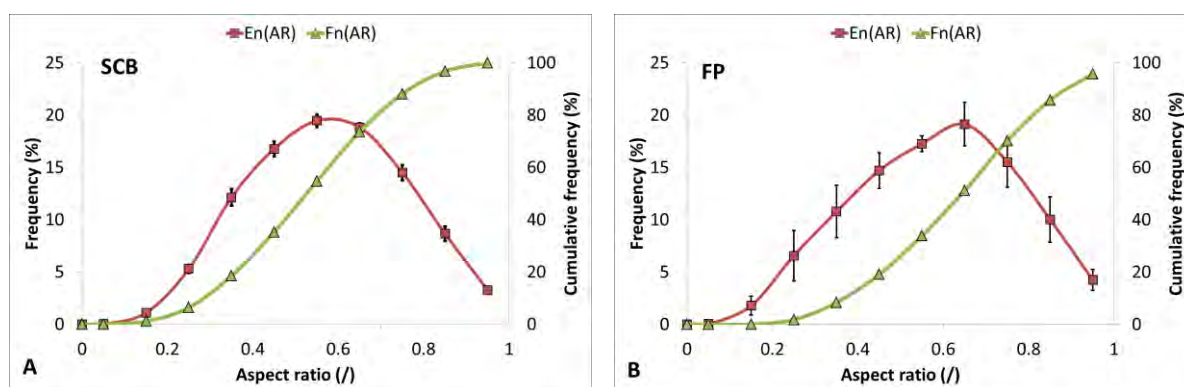 En(AR) Fn(AR)
SCB
25
20
15
10
5
0
100
80
60
40
20
0
0 0.2 0.4 0.6 0.8 1
Frequency (%)
Cumulative frequency (%)
Aspect ratio (/)
A
En(AR) Fn(AR)
FP
25
20
15
10
5
0
100
80
60
40
20
0
0 0.2 0.4 0.6 0.8 1
Frequency (%)
Cumulative frequency (%)
Aspect ratio (/)
B